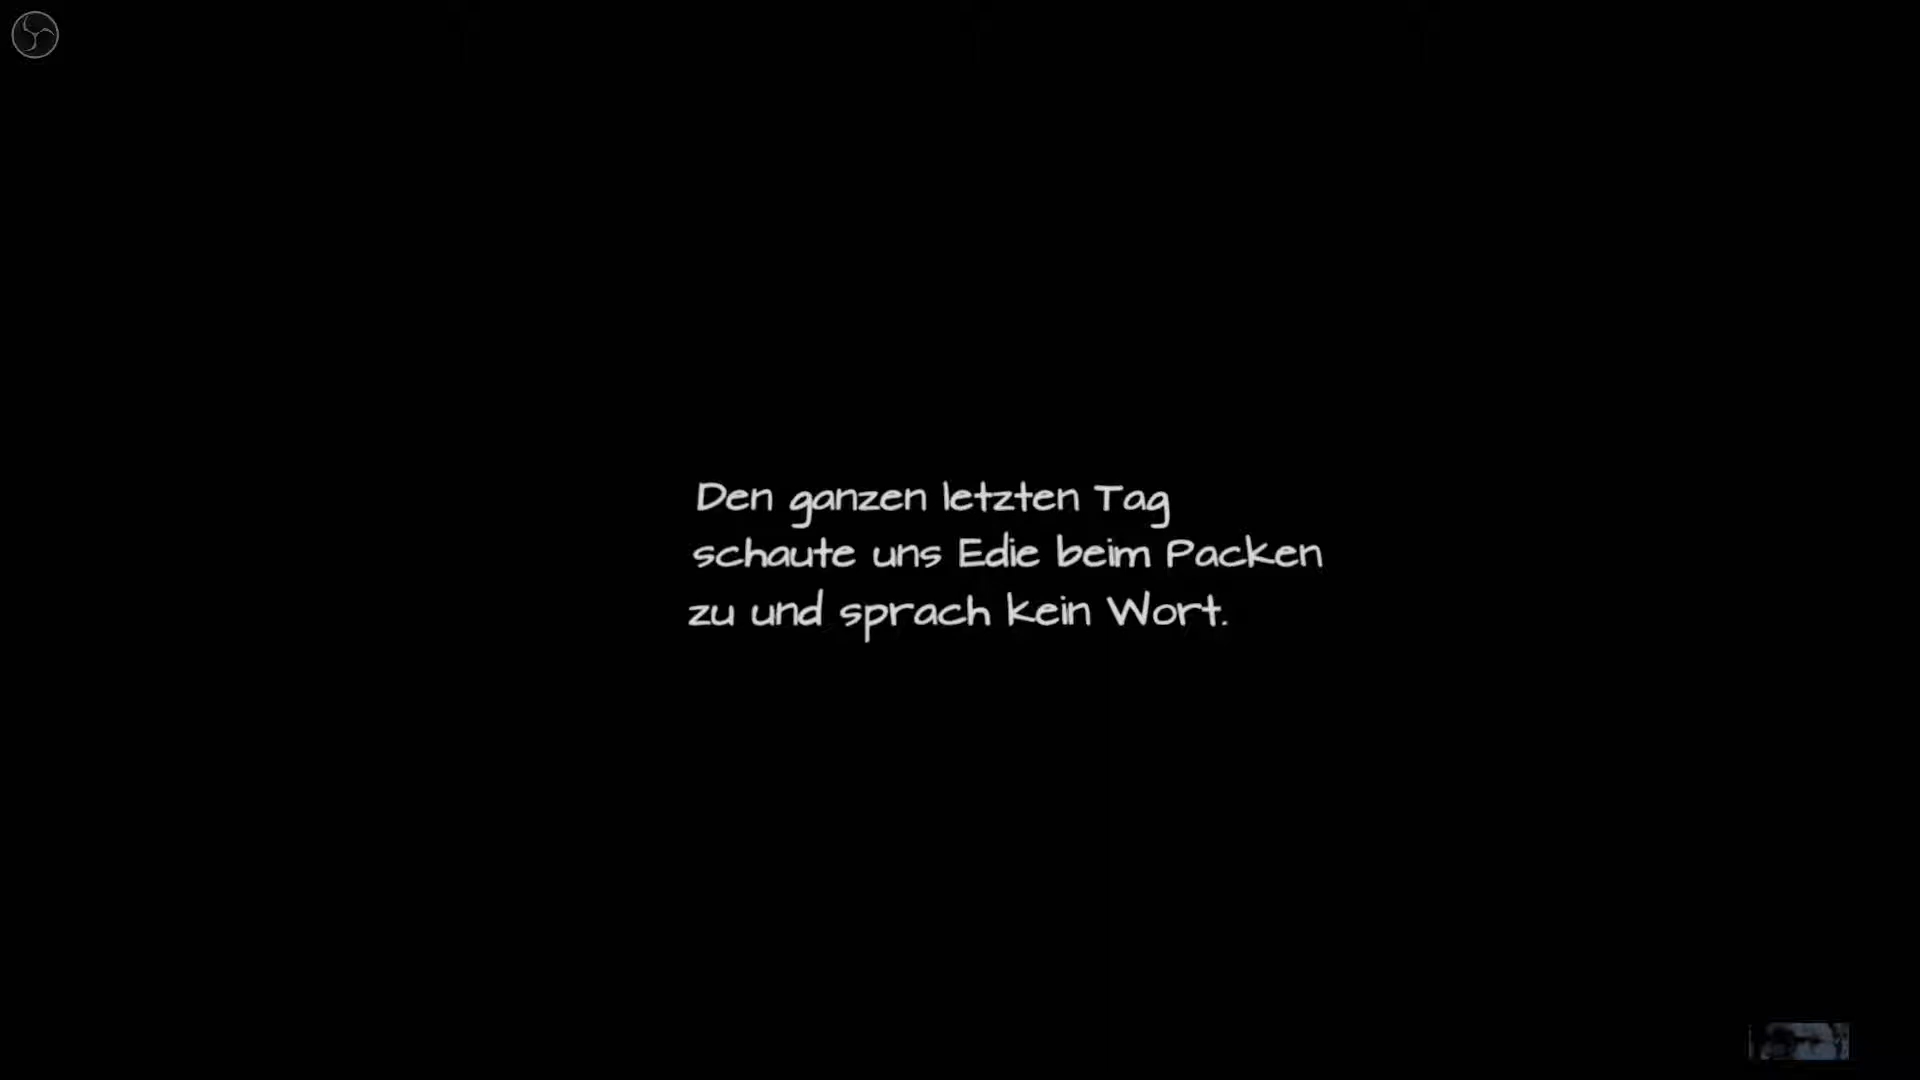 Den ganzen letzten Tag
schaute uns Edie beim Packen
zu und sprach kein Wort.